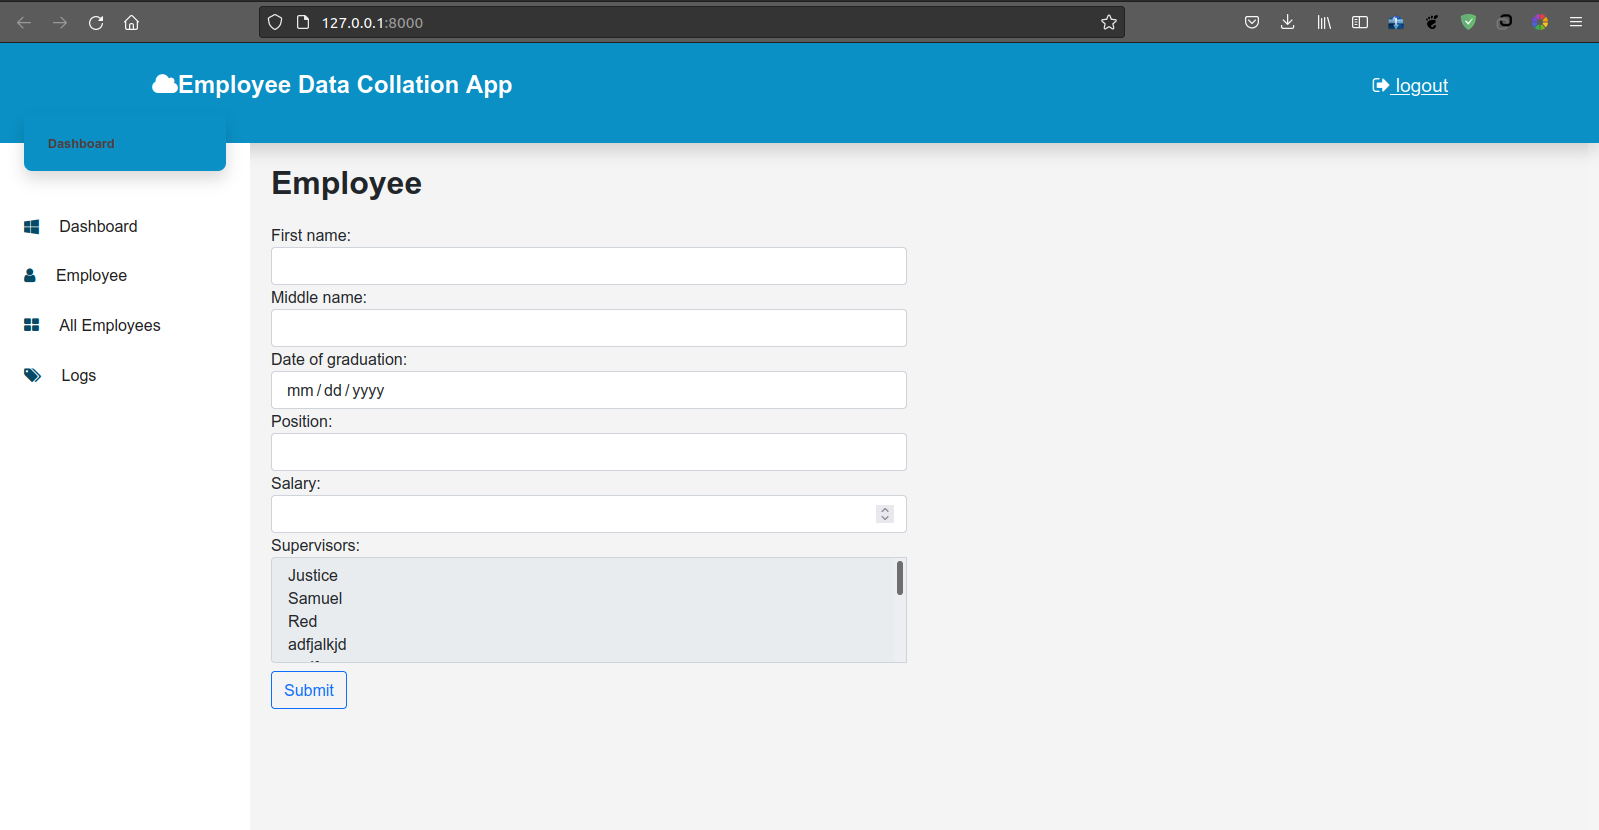 127.0.0.1:8000
Employee Data Collation App
logout
Dashboard
Dashboard
Employee
All Employees
Logs
Employee
First name:
Middle name:
Date of graduation:
mm / dd / yyyy
Position:
Salary:
Supervisors:
Justice
Samuel
Red
adfjalkjd
Submit